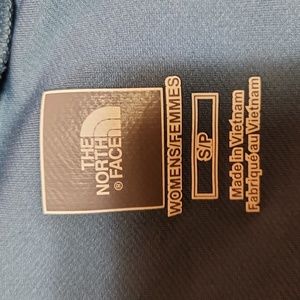 THE
NORTH
FACE
®
WOMENS/FEMMES
S/P
Made in Vietnam
Fabriqué au Vietnam